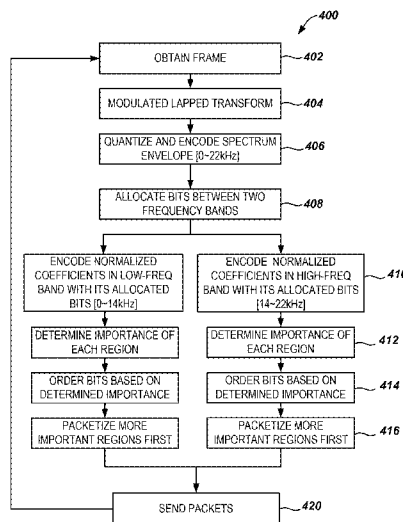 400
OBTAIN FRAME
402
MODULATED LAPPED TRANSFORM
404
QUANTIZE AND ENCODE SPECTRUM
ENVELOPE [0~22kHz]
406
ALLOCATE BITS BETWEEN TWO
FREQUENCY BANDS
408
ENCODE NORMALIZED
COEFFICIENTS IN LOW-FREQ
BAND WITH ITS ALLOCATED
BITS [0~14kHz]
ENCODE NORMALIZED
COEFFICIENTS IN HIGH-FREQ
BAND WITH ITS ALLOCATED BITS
[14~22kHz]
410
DETERMINE IMPORTANCE OF
EACH REGION
DETERMINE IMPORTANCE OF
EACH REGION
412
ORDER BITS BASED ON
DETERMINED IMPORTANCE
ORDER BITS BASED ON
DETERMINED IMPORTANCE
414
PACKETIZE MORE
IMPORTANT REGIONS FIRST
PACKETIZE MORE
IMPORTANT REGIONS FIRST
416
SEND PACKETS
420